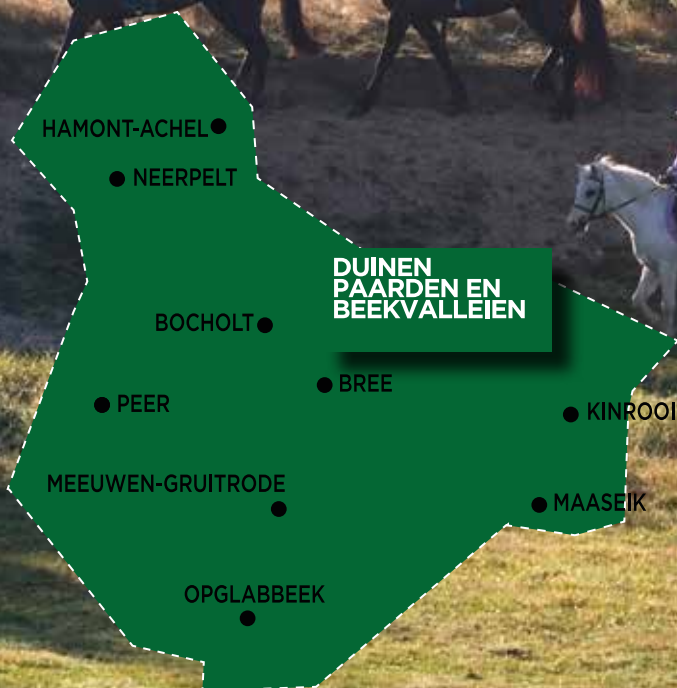 HAMONT-ACHEL
NEERPELT
DUINEN
PAARDEN EN
BEEKVALLEIEN
BOCHOLT
BREE
PEER
KINROOI
MEEUWEN-GRUITRODE
MAASEIK
OPGLABBEEK